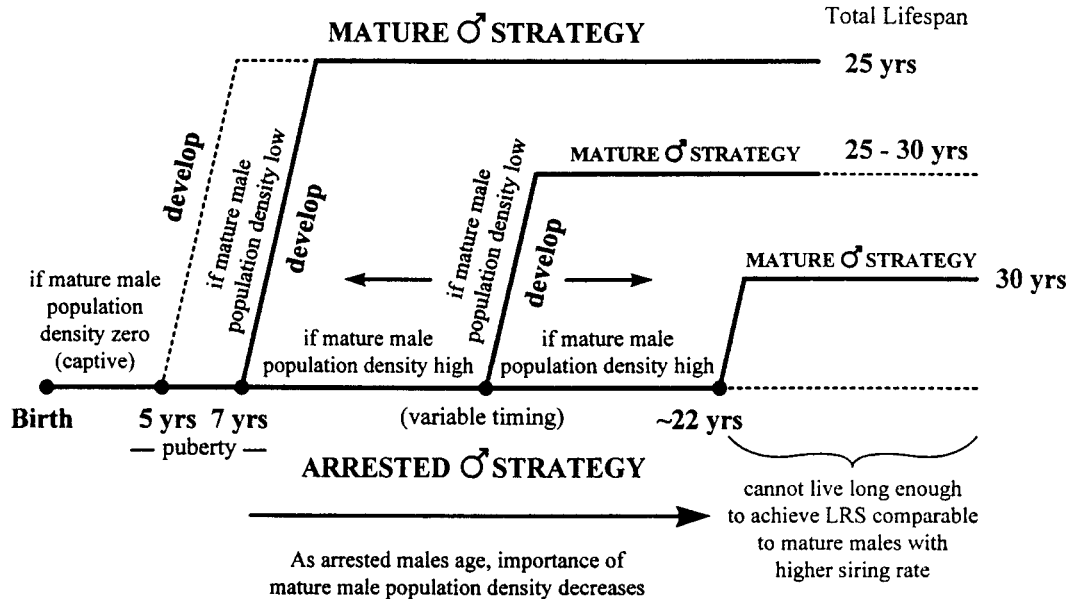 Total Lifespan
MATURE ♂ STRATEGY
25 yrs
develop
if mature male
population density low
develop
if mature male
population density low
develop
MATURE ♂ STRATEGY
25 - 30 yrs
MATURE ♂ STRATEGY
30 yrs
if mature male
population
density zero
(captive)
if mature male
population density high
if mature male
population density high
Birth
5 yrs
7 yrs
(variable timing)
~22 yrs
— puberty —
ARRESTED ♂ STRATEGY
As arrested males age, importance of
mature male population density decreases
cannot live long enough
to achieve LRS comparable
to mature males with
higher siring rate